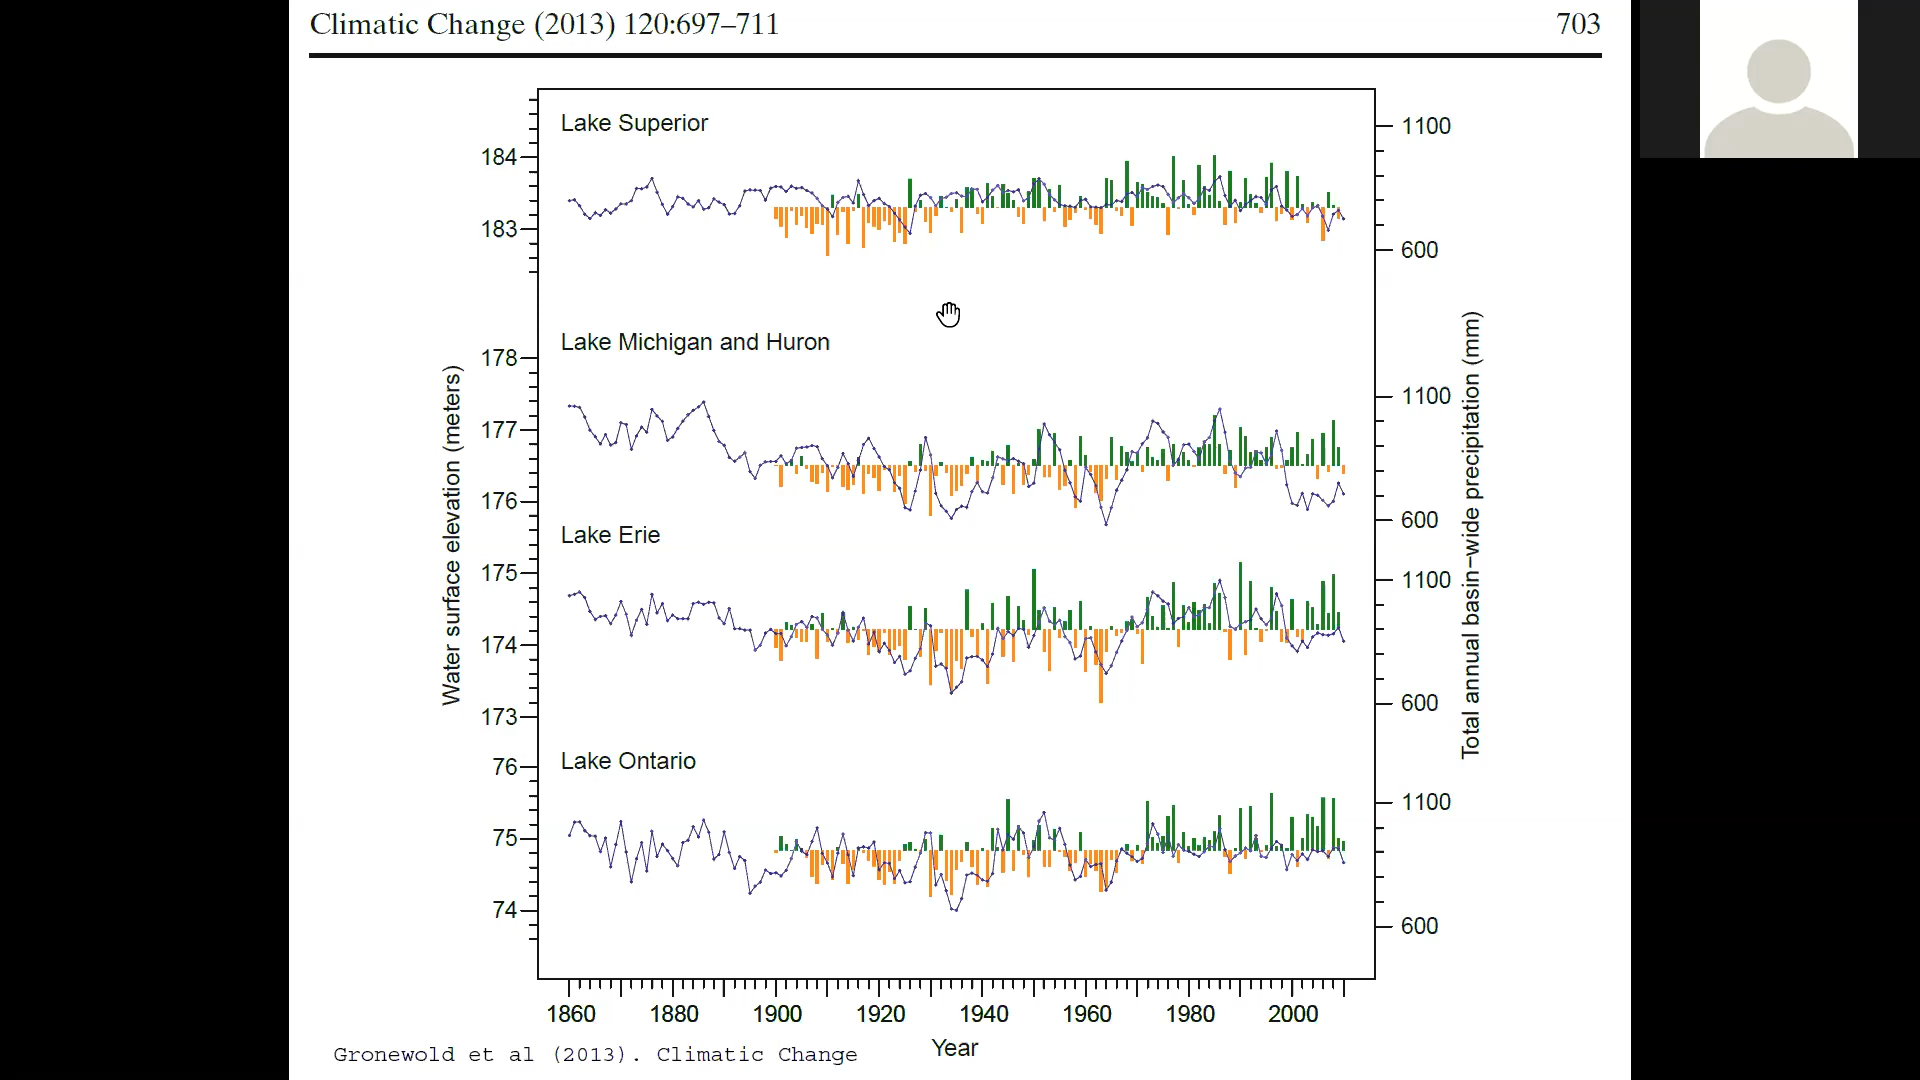 Climatic Change (2013) 120:697–711 703
Lake Superior
184
183
1100
600
Lake Michigan and Huron
178
177
176
1100
600
Lake Erie
175
174
173
1100
600
Lake Ontario
76
75
74
1100
600
Water surface elevation (meters)
Total annual basin−wide precipitation (mm)
1860 1880 1900 1920 1940 1960 1980 2000
Year
Gronewold et al (2013). Climatic Change